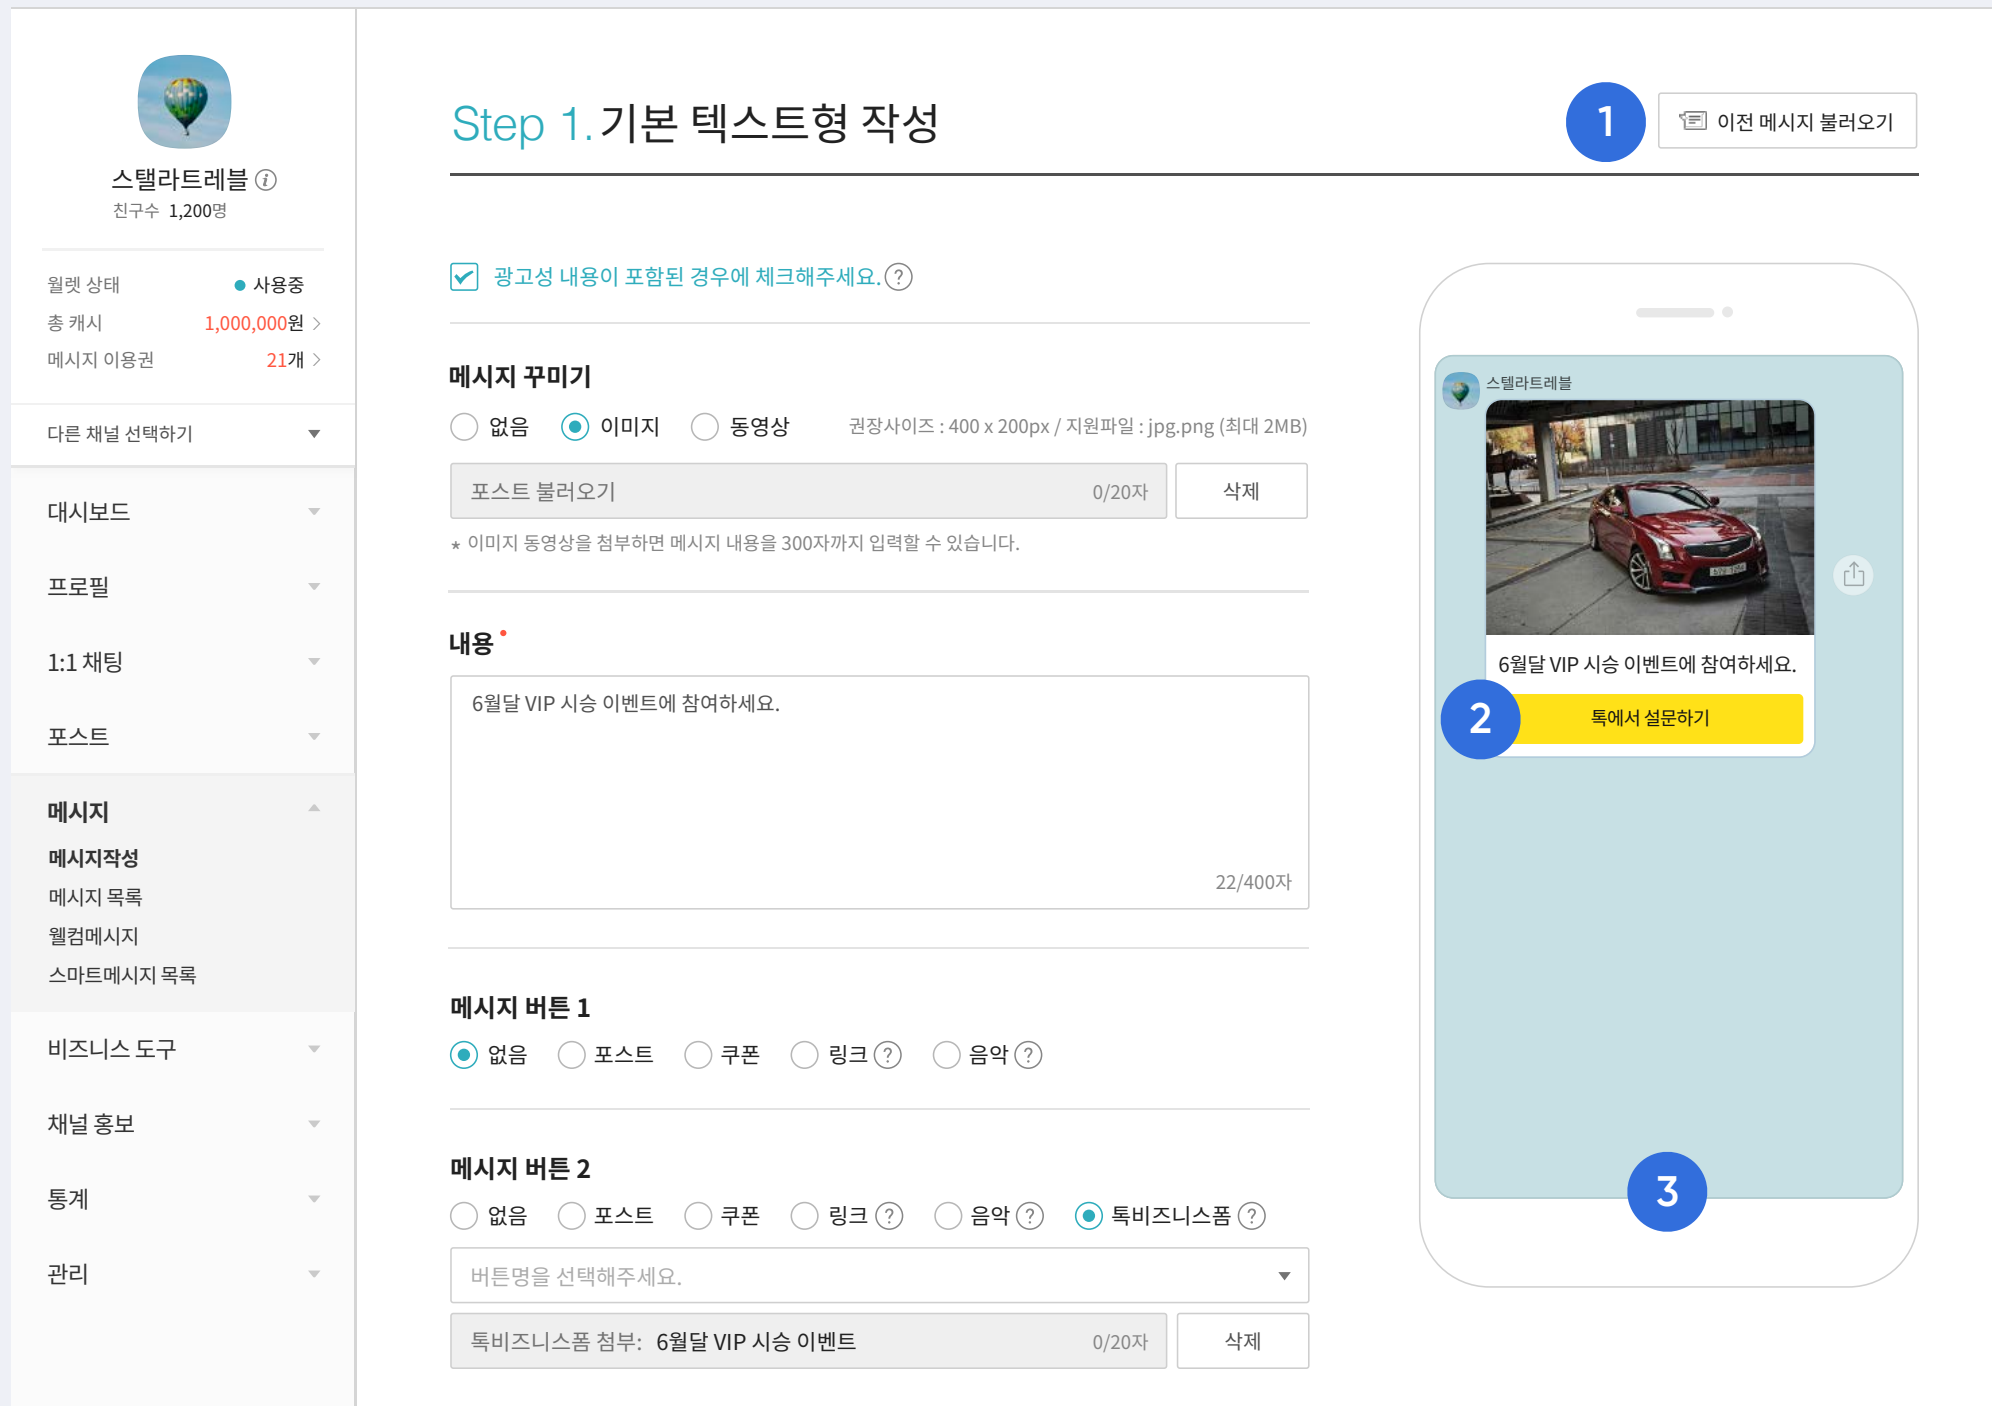 스탤라트레블
친구수 1,200명
월렛 상태 사용중
총 캐시 1,000,000원
메시지 이용권 21개
다른 채널 선택하기
대시보드
프로필
1:1 채팅
포스트
메시지
메시지작성
메시지 목록
웰컴메시지
스마트메시지 목록
비즈니스 도구
채널 홍보
통계
관리
Step 1. 기본 텍스트형 작성
1
이전 메시지 불러오기
광고성 내용이 포함된 경우에 체크해주세요. ?
메시지 꾸미기
없음 이미지 동영상 권장사이즈 : 400 x 200px / 지원파일 : jpg.png (최대 2MB)
포스트 불러오기 0/20자 삭제
* 이미지 동영상을 첨부하면 메시지 내용을 300자까지 입력할 수 있습니다.
내용
6월달 VIP 시승 이벤트에 참여하세요.
22/400자
메시지 버튼 1
없음 포스트 쿠폰 링크 ? 음악 ?
메시지 버튼 2
없음 포스트 쿠폰 링크 ? 음악 ? 톡비즈니스폼 ?
버튼명을 선택해주세요.
톡비즈니스폼 첨부: 6월달 VIP 시승 이벤트 0/20자 삭제
스텔라트레블
6월달 VIP 시승 이벤트에 참여하세요.
2
톡에서 설문하기
3